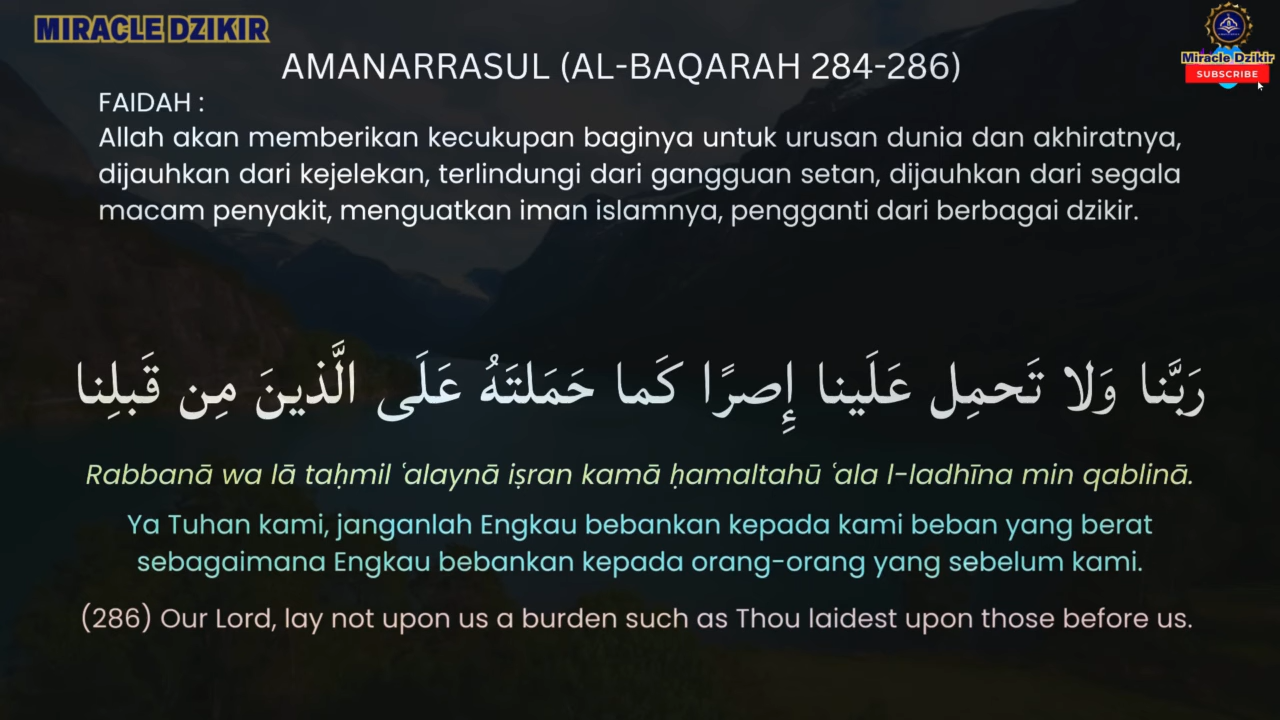 MIRACLE DZIKIR
Miracle Dzikir
SUBSCRIBE
AMANARRASUL (AL-BAQARAH 284-286)
FAIDAH :
Allah akan memberikan kecukupan baginya untuk urusan dunia dan akhiratnya,
dijauhkan dari kejelekan, terlindungi dari gangguan setan, dijauhkan dari segala
macam penyakit, menguatkan iman islamnya, pengganti dari berbagai dzikir.
رَبَّنا وَلا تَحمِل عَلَينا إِصرًا كَما حَمَلتَهُ عَلَى الَّذينَ مِن قَبلِنا
Rabbanā wa lā taḥmil ʿalaynā iṣran kamā ḥamaltahū ʿala l-ladhīna min qablinā.
Ya Tuhan kami, janganlah Engkau bebankan kepada kami beban yang berat
sebagaimana Engkau bebankan kepada orang-orang yang sebelum kami.
(286) Our Lord, lay not upon us a burden such as Thou laidest upon those before us.